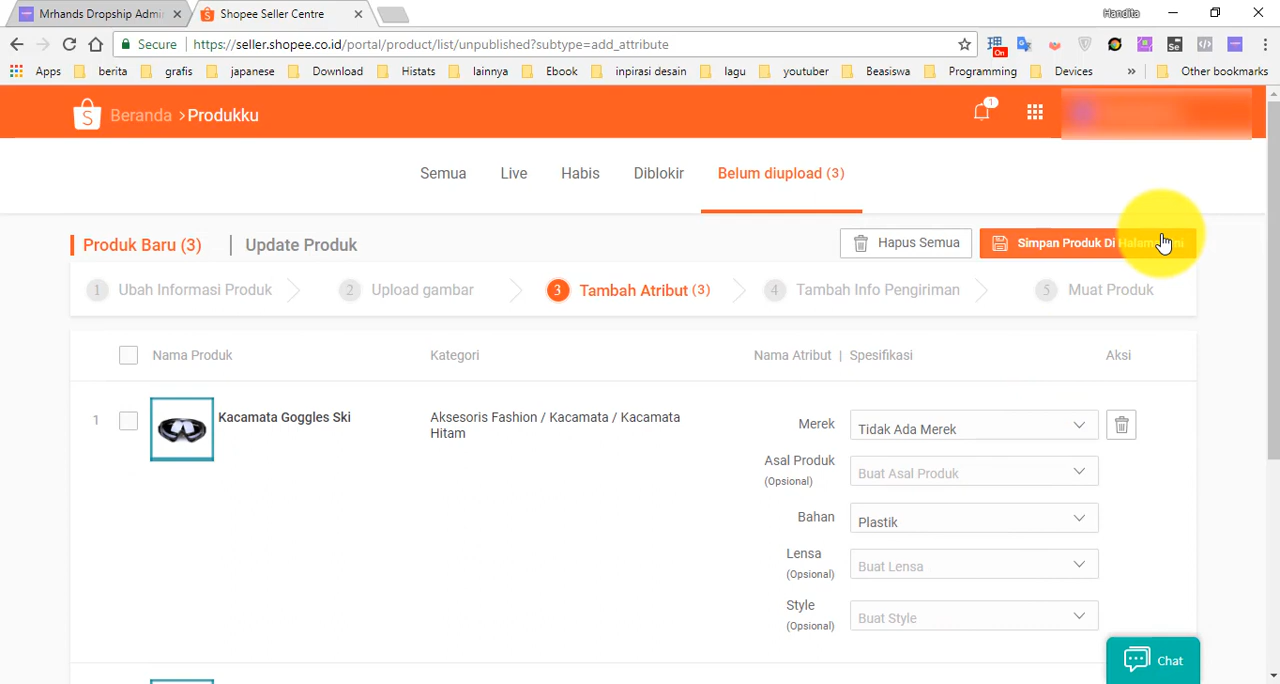 Mrhands Dropship Admi
Shopee Seller Centre
Handita
Secure
https://seller.shopee.co.id/portal/product/list/unpublished?subtype=add_attribute
On
Se
Apps
berita
grafis
japanese
Download
Histats
lainnya
Ebook
inpirasi desain
lagu
youtuber
Beasiswa
Programming
Devices
»
Other bookmarks
S
Beranda >Produkku
1
Semua
Live
Habis
Diblokir
Belum diupload (3)
Produk Baru (3)
Update Produk
Hapus Semua
Simpan Produk Di Halaman Ini
1 Ubah Informasi Produk
2 Upload gambar
3 Tambah Atribut (3)
4 Tambah Info Pengiriman
5 Muat Produk
Nama Produk
Kategori
Nama Atribut | Spesifikasi
Aksi
1
Kacamata Goggles Ski
Aksesoris Fashion / Kacamata / Kacamata
Hitam
Merek
Tidak Ada Merek
Asal Produk
(Opsional)
Buat Asal Produk
Bahan
Plastik
Lensa
(Opsional)
Buat Lensa
Style
(Opsional)
Buat Style
Chat